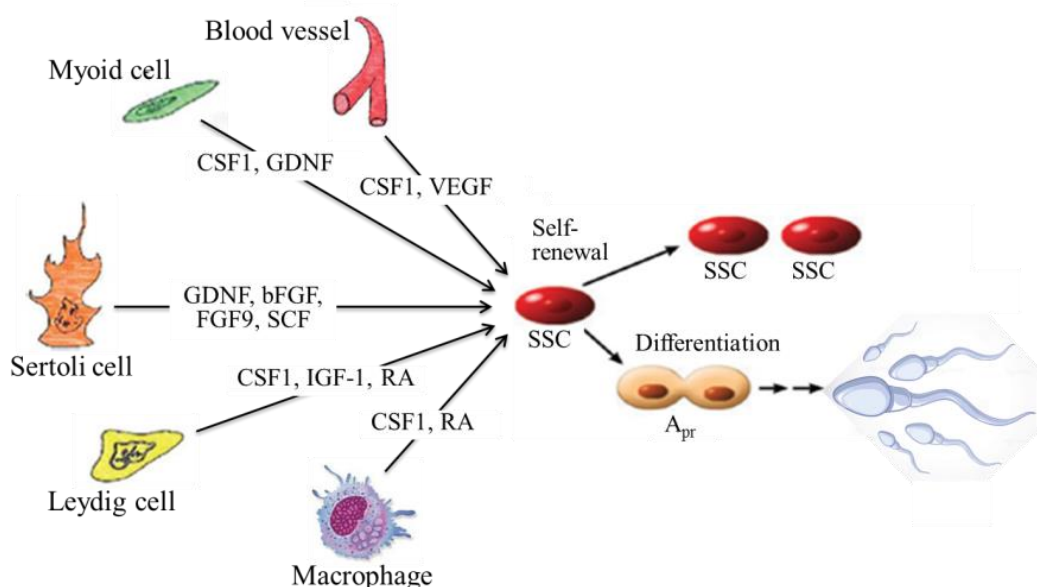 Blood vessel
Myoid cell
CSF1, GDNF
CSF1, VEGF
Self-
renewal
SSC
SSC
GDNF, bFGF,
FGF9, SCF
SSC
Sertoli cell
Differentiation
CSF1, IGF-1, RA
CSF1, RA
Apr
Leydig cell
Macrophage